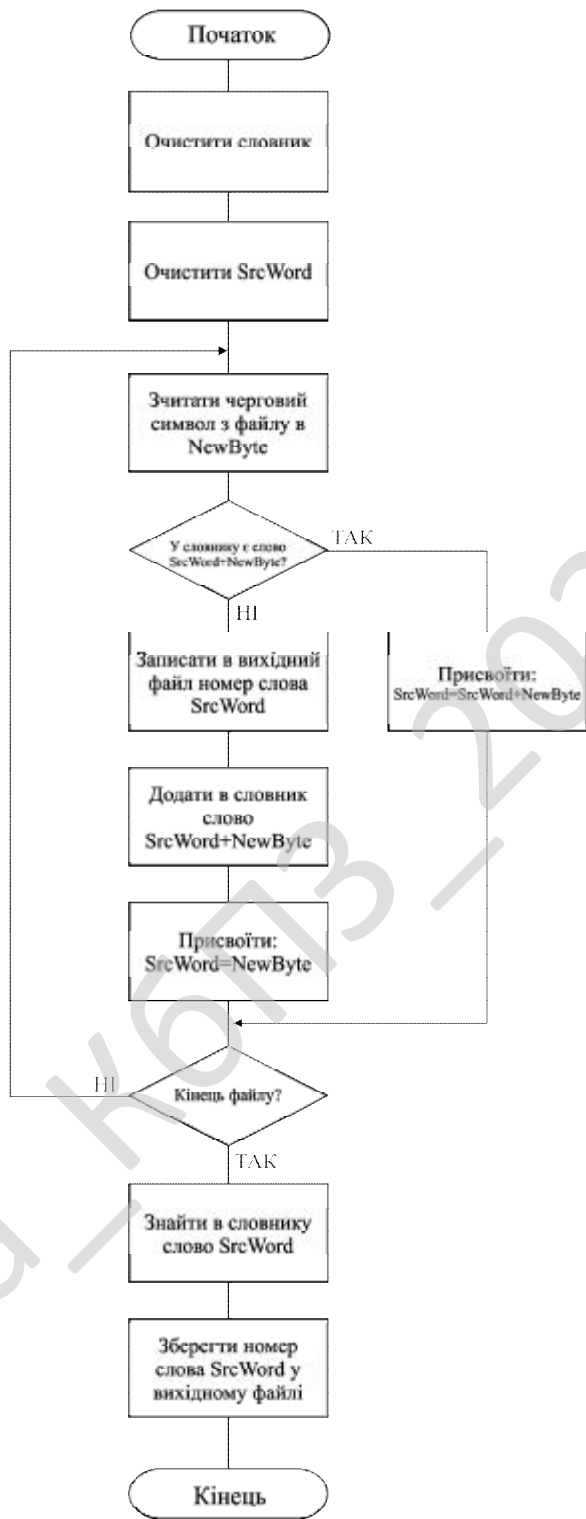 Початок
Очистити словник
Очистити SrcWord
Зчитати черговий
символ з файлу в
NewByte
У словнику є слово
SrcWord+NewByte?
ТАК
НІ
Записати в вихідний
файл номер слова
SrcWord
Присвоїти:
SrcWord=SrcWord+NewByte
Додати в словник
слово
SrcWord+NewByte
Присвоїти:
SrcWord=NewByte
НІ
Кінець файлу?
ТАК
Знайти в словнику
слово SrcWord
Зберегти номер
слова SrcWord у
вихідному файлі
Кінець